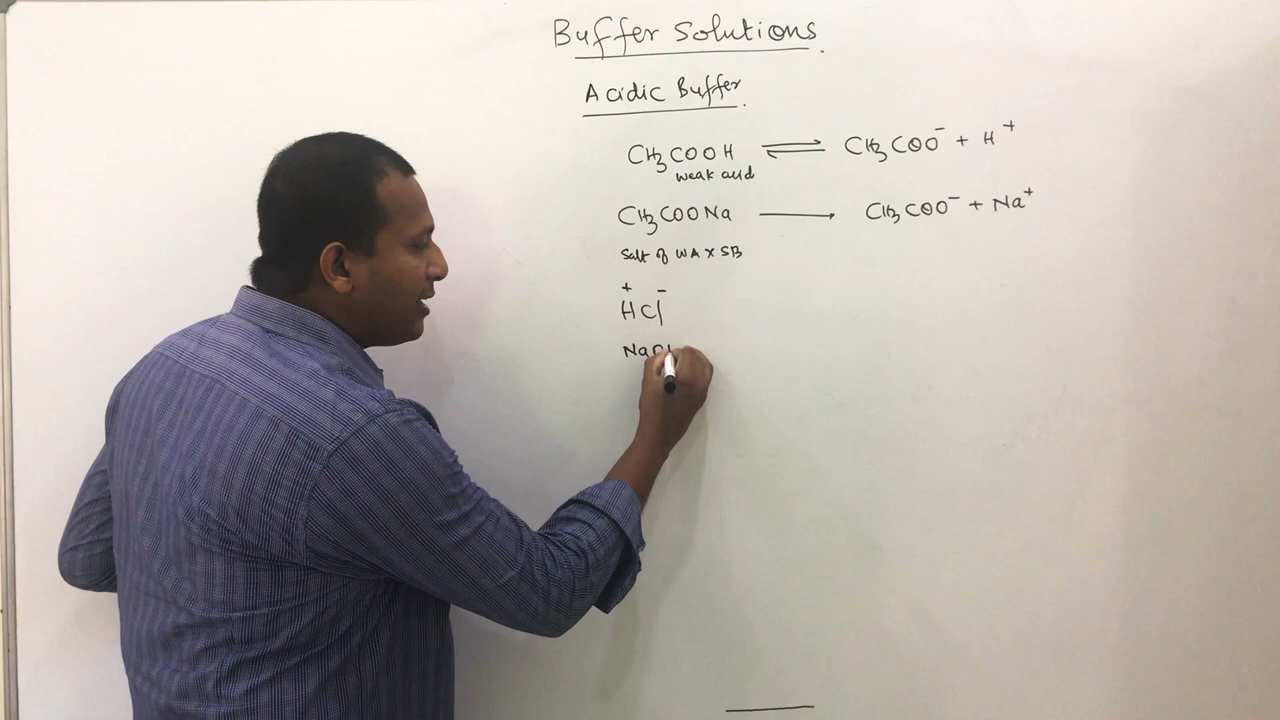 Buffer Solutions.
Acidic Buffer.
CH3COOH ⇌ CH3COO⁻ + H⁺
weak acid
CH3COONa ⟶ CH3COO⁻ + Na⁺
Salt of WA × SB
+ −
HCl